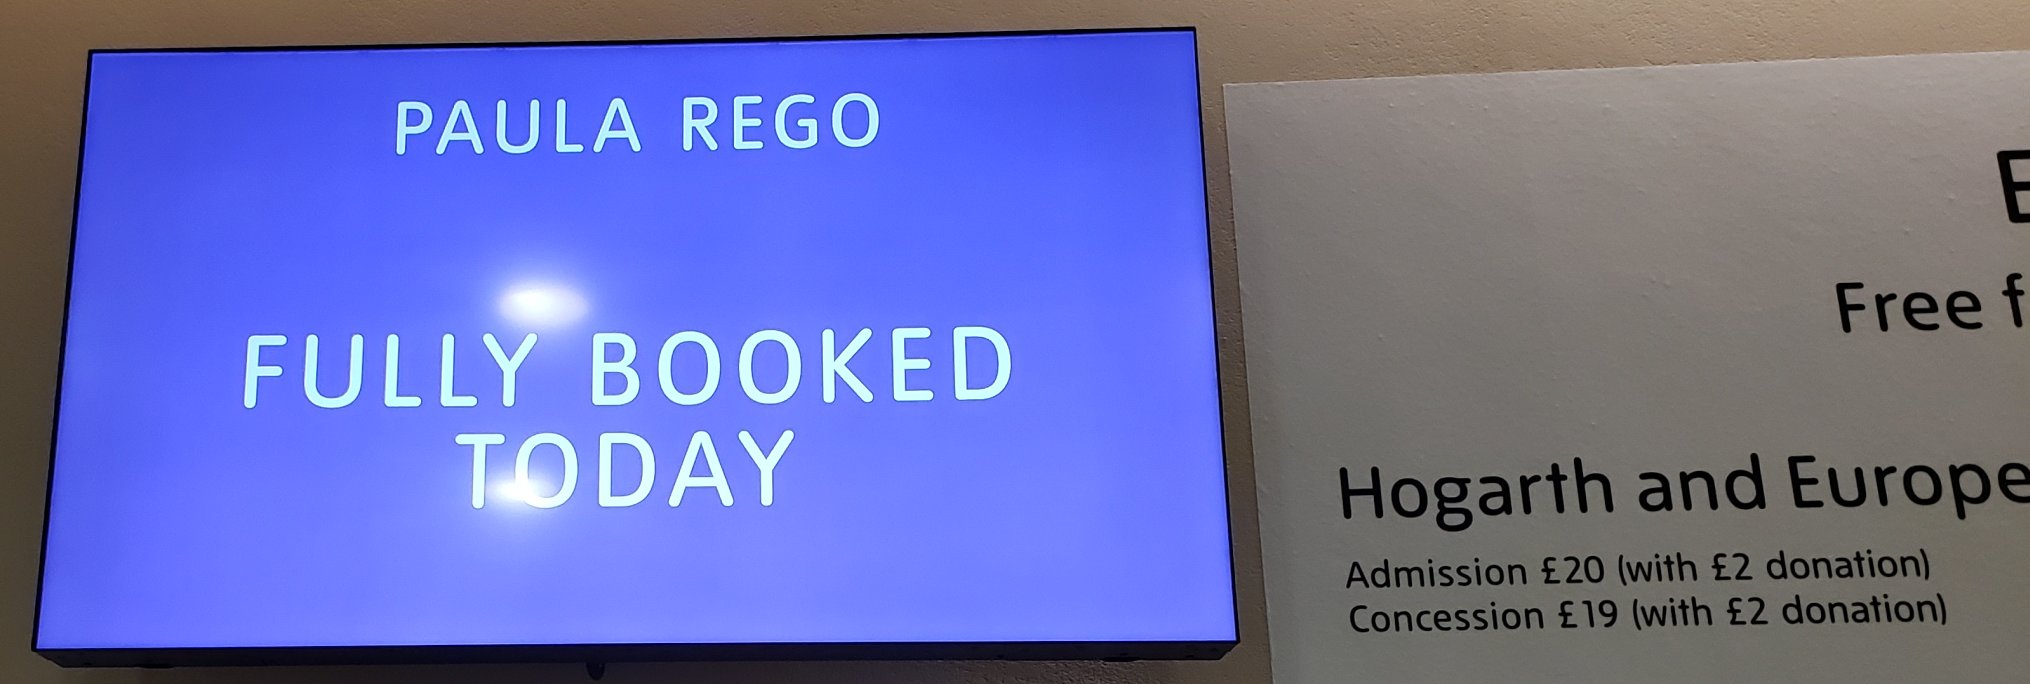 PAULA REGO
FULLY BOOKED
TODAY
E
Free f
Hogarth and Europe
Admission £20 (with £2 donation)
Concession £19 (with £2 donation)